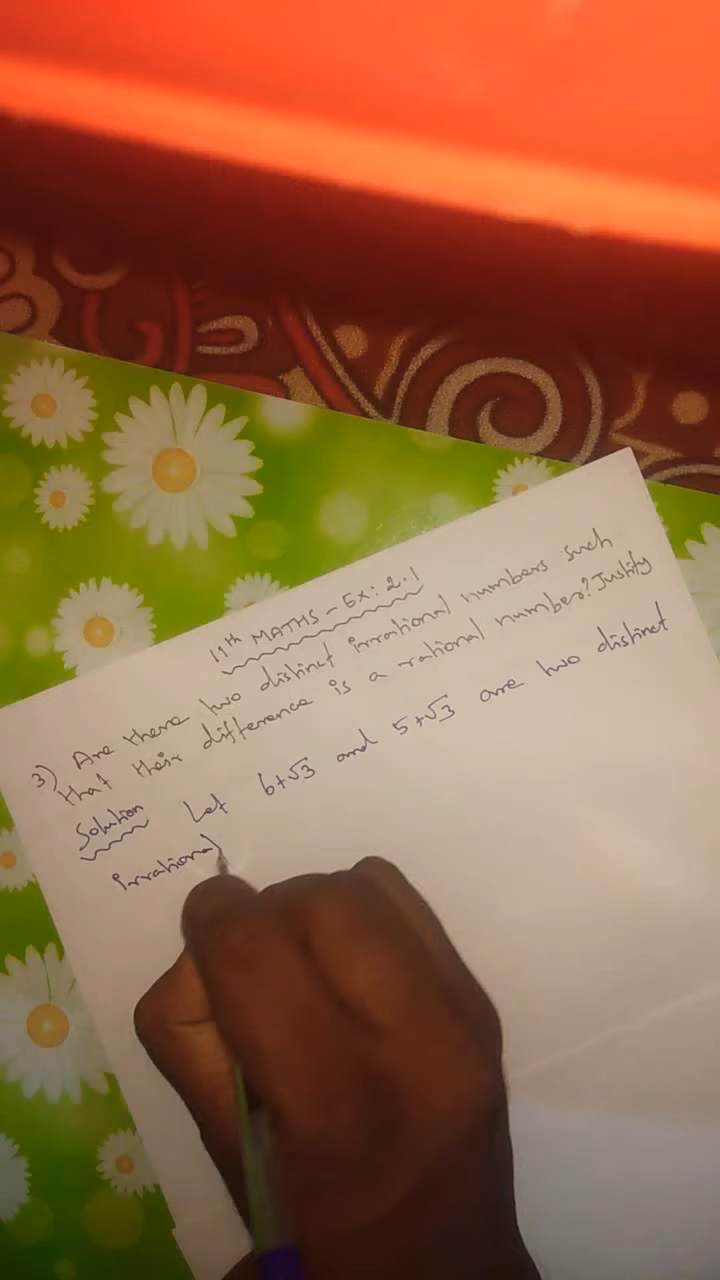 11th MATHS - EX: 2.1
3) Are there two distinct irrational numbers such
that their difference is a rational number? Justify
Solution Let 6+√3 and 5+√3 are two distinct
irrational